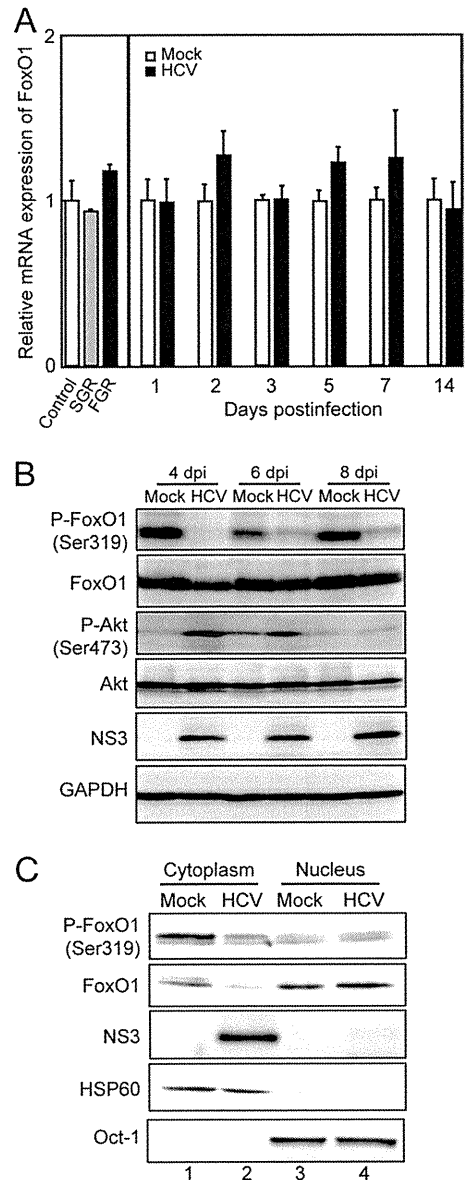 A
Relative mRNA expression of FoxO1
2
1
0
Mock
HCV
Control
SGR
FGR
1 2 3 5 7 14
Days postinfection
B
4 dpi 6 dpi 8 dpi
Mock HCV Mock HCV Mock HCV
P-FoxO1
(Ser319)
FoxO1
P-Akt
(Ser473)
Akt
NS3
GAPDH
C
Cytoplasm Nucleus
Mock HCV Mock HCV
P-FoxO1
(Ser319)
FoxO1
NS3
HSP60
Oct-1
1 2 3 4